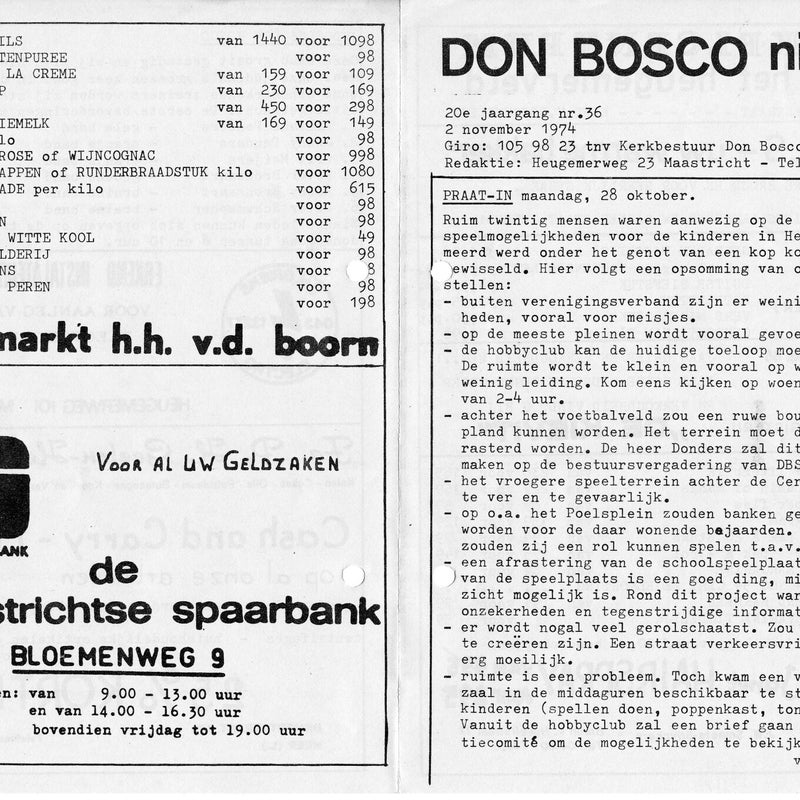 ILS van 1440 voor 1098
TENPUREE voor 98
LA CREME van 159 voor 109
P van 230 voor 169
van 450 voor 298
IEMELK van 169 voor 149
lo voor 98
ROSE of WIJNCOGNAC voor 998
APPEN of RUNDERBRAADSTUK kilo voor 1080
ADE per kilo voor 615
voor 98
N voor 98
WITTE KOOL voor 49
LDERIJ voor 98
NS voor 8
PEREN voor 98
voor 198
markt h.h. v.d. boorn
VOOR AL UW GELDZAKEN
ANK
de
strichtse spaarbank
BLOEMENWEG 9
en: van 9.00 - 13.00 uur
en van 14.00 - 16.30 uur
bovendien vrijdag tot 19.00 uur
DON BOSCO ni
20e jaargang nr.36
2 november 1974
Giro: 105 98 23 tnv Kerkbestuur Don Bosco
Redaktie: Heugemerweg 23 Maastricht - Tel
PRAAT-IN maandag, 28 oktober.
Ruim twintig mensen waren aanwezig op de
speelmogelijkheden voor de kinderen in He
meerd werd onder het genot van een kop ko
ewisseld. Hier volgt een opsomming van d
stellen:
- buiten verenigingsverband zijn er weini
heden, vooral voor meisjes.
- op de meeste pleinen wordt vooral gevoe
- de hobbyclub kan de huidige toeloop moe
De ruimte wordt te klein en vooral op w
weinig leiding. Kom eens kijken op woen
van 2-4 uur.
- achter het voetbalveld zou een ruwe bou
pland kunnen worden. Het terrein moet d
rasterd worden. De heer Donders zal dit
maken op de bestuursvergadering van DBS
- het vroegere speelterrein achter de Cer
te ver en te gevaarlijk.
- op o.a. het Poelsplein zouden banken ge
worden voor de daar wonende bejaarden.
zouden zij een rol kunnen spelen t.a.v.
- een afrastering van de schoolspeelplaat
van de speelplaats is een goed ding, mi
zicht mogelijk is. Rond dit project war
onzekerheden en tegenstrijdige informat
- er wordt nogal veel gerolschaatst. Zou
te creëren zijn. Een straat verkeersvri
erg moeilijk.
- ruimte is een probleem. Toch kwam een v
zaal in de middaguren beschikbaar te st
kinderen (spellen doen, poppenkast, ton
Vanuit de hobbyclub zal een brief gaan
tiecomité om de mogelijkheden te bekijk
v